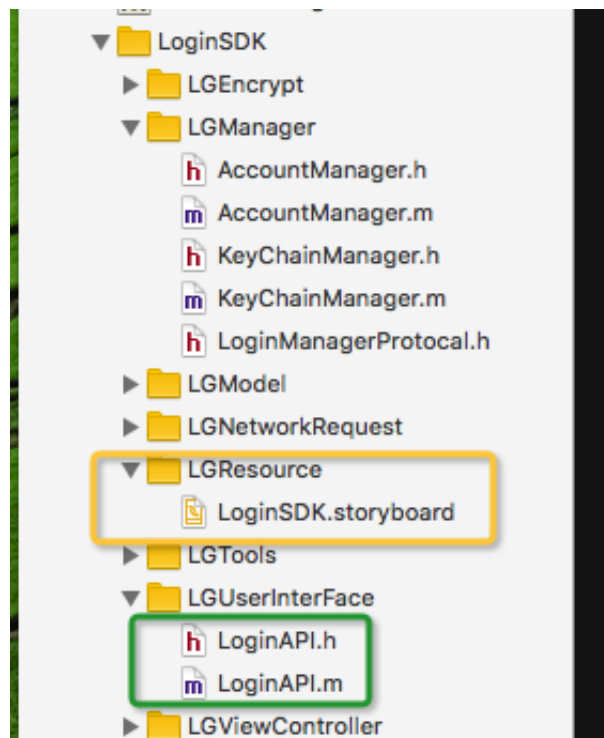 LoginSDK
LGEncrypt
LGManager
h AccountManager.h
m AccountManager.m
h KeyChainManager.h
m KeyChainManager.m
h LoginManagerProtocal.h
LGModel
LGNetworkRequest
LGResource
LoginSDK.storyboard
LGTools
LGUserInterFace
h LoginAPI.h
m LoginAPI.m
LGViewController